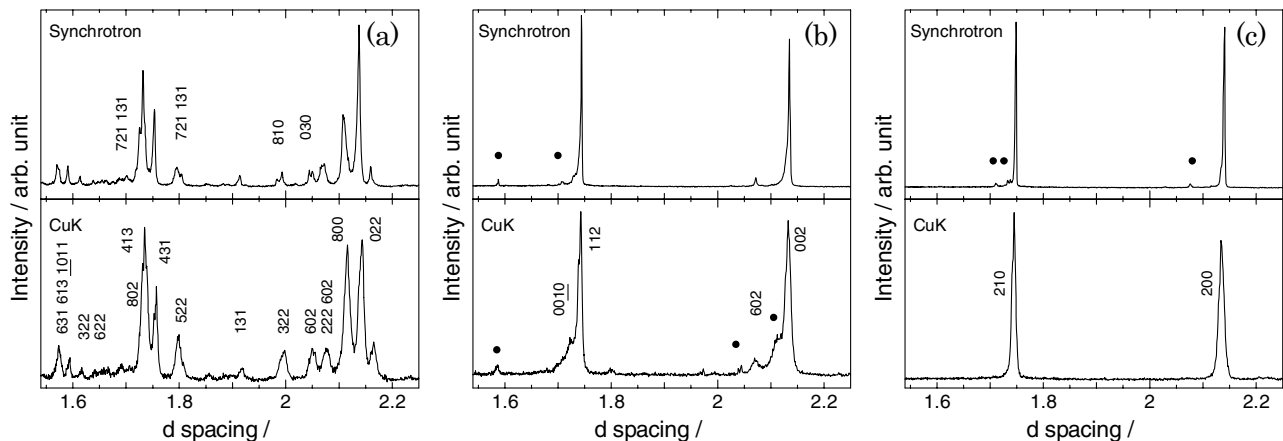 Synchrotron (a)
721 131
721 131
810
030
Intensity / arb. unit
CuK
631 613 1011
322
622
802
413
431
522
131
322
602
222 602
800
022
1.6 1.8 2 2.2
d spacing /
Synchrotron (b)
Intensity / arb. unit
CuK
0010
112
602
002
1.6 1.8 2 2.2
d spacing /
Synchrotron (c)
Intensity / arb. unit
CuK
210
200
1.6 1.8 2 2.2
d spacing /